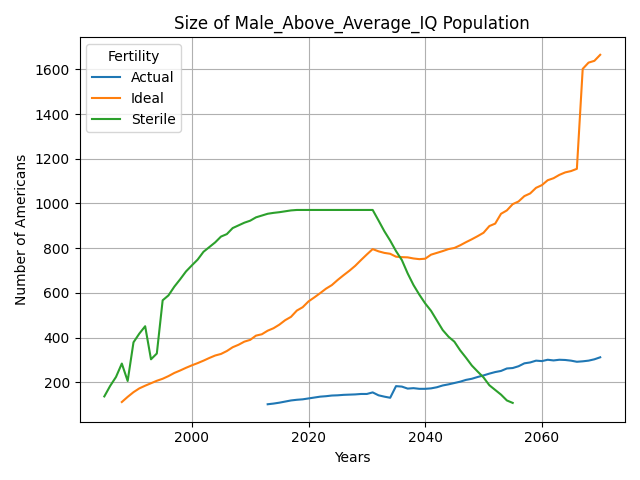 Size of Male_Above_Average_IQ Population
Fertility
Actual
Ideal
Sterile
Number of Americans
1600
1400
1200
1000
800
600
400
200
2000
2020
2040
2060
Years